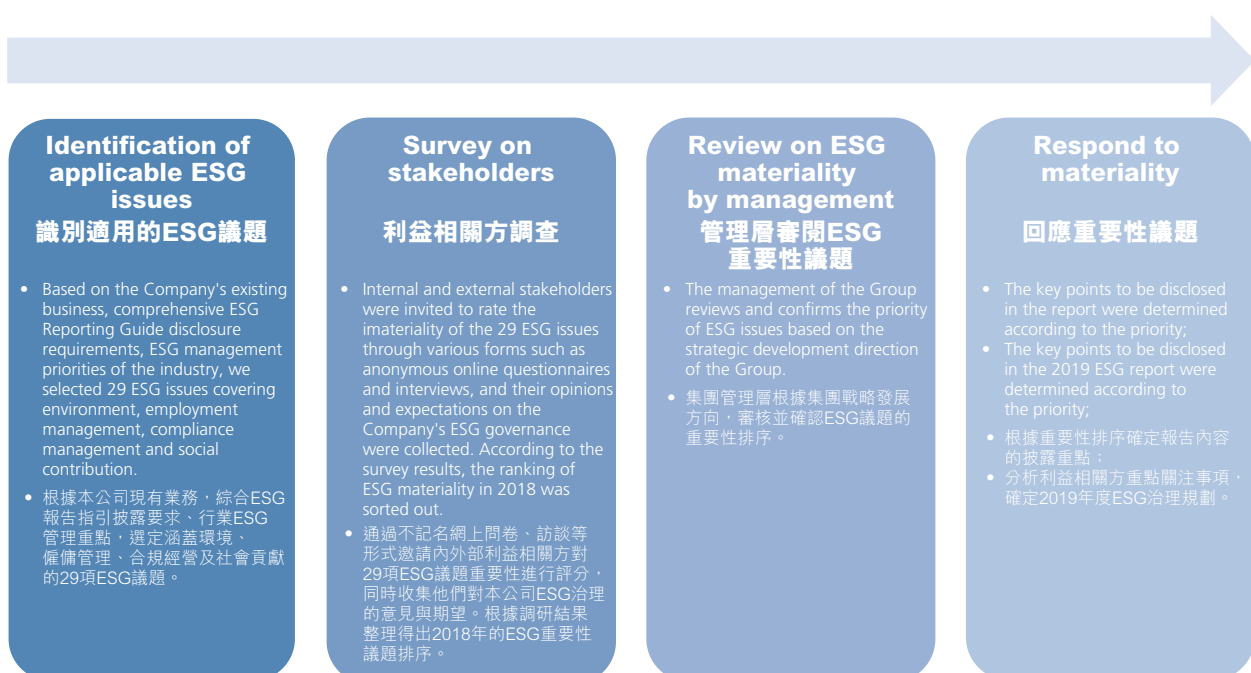 Identification of
applicable ESG
issues
識別適用的ESG議題
• Based on the Company's existing
business, comprehensive ESG
Reporting Guide disclosure
requirements, ESG management
priorities of the industry, we
selected 29 ESG issues covering
environment, employment
management, compliance
management and social
contribution.
• 根據本公司現有業務，綜合ESG
報告指引披露要求、行業ESG
管理重點，選定涵蓋環境、
僱傭管理、合規經營及社會貢獻
的29項ESG議題。
Survey on
stakeholders
利益相關方調查
• Internal and external stakeholders
were invited to rate the
imateriality of the 29 ESG issues
through various forms such as
anonymous online questionnaires
and interviews, and their opinions
and expectations on the
Company's ESG governance
were collected. According to the
survey results, the ranking of
ESG materiality in 2018 was
sorted out.
• 通過不記名網上問卷、訪談等
形式邀請內外部利益相關方對
29項ESG議題重要性進行評分，
同時收集他們對本公司ESG治理
的意見與期望。根據調研結果
整理得出2018年的ESG重要性
議題排序。
Review on ESG
materiality
by management
管理層審閱ESG
重要性議題
• The management of the Group
reviews and confirms the priority
of ESG issues based on the
strategic development direction
of the Group.
• 集團管理層根據集團戰略發展
方向，審核並確認ESG議題的
重要性排序。
Respond to
materiality
回應重要性議題
• The key points to be disclosed
in the report were determined
according to the priority;
• The key points to be disclosed
in the 2019 ESG report were
determined according to
the priority;
• 根據重要性排序確定報告內容
的披露重點；
• 分析利益相關方重點關注事項，
確定2019年度ESG治理規劃。